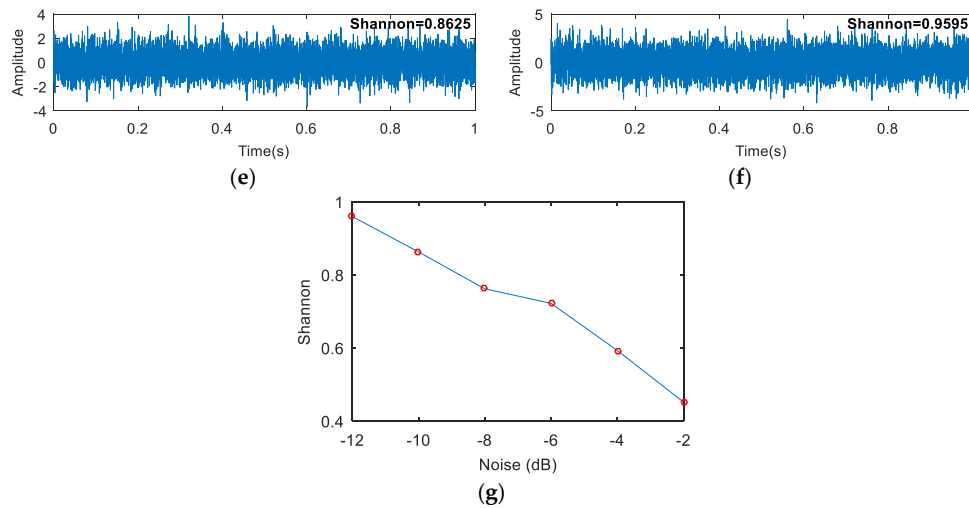 Shannon=0.8625
4
2
0
-2
-4
Amplitude
0 0.2 0.4 0.6 0.8 1
Time(s)
(e)
Shannon=0.9595
5
0
-5
Amplitude
0 0.2 0.4 0.6 0.8
Time(s)
(f)
1
0.8
0.6
0.4
Shannon
-12 -10 -8 -6 -4 -2
Noise (dB)
(g)